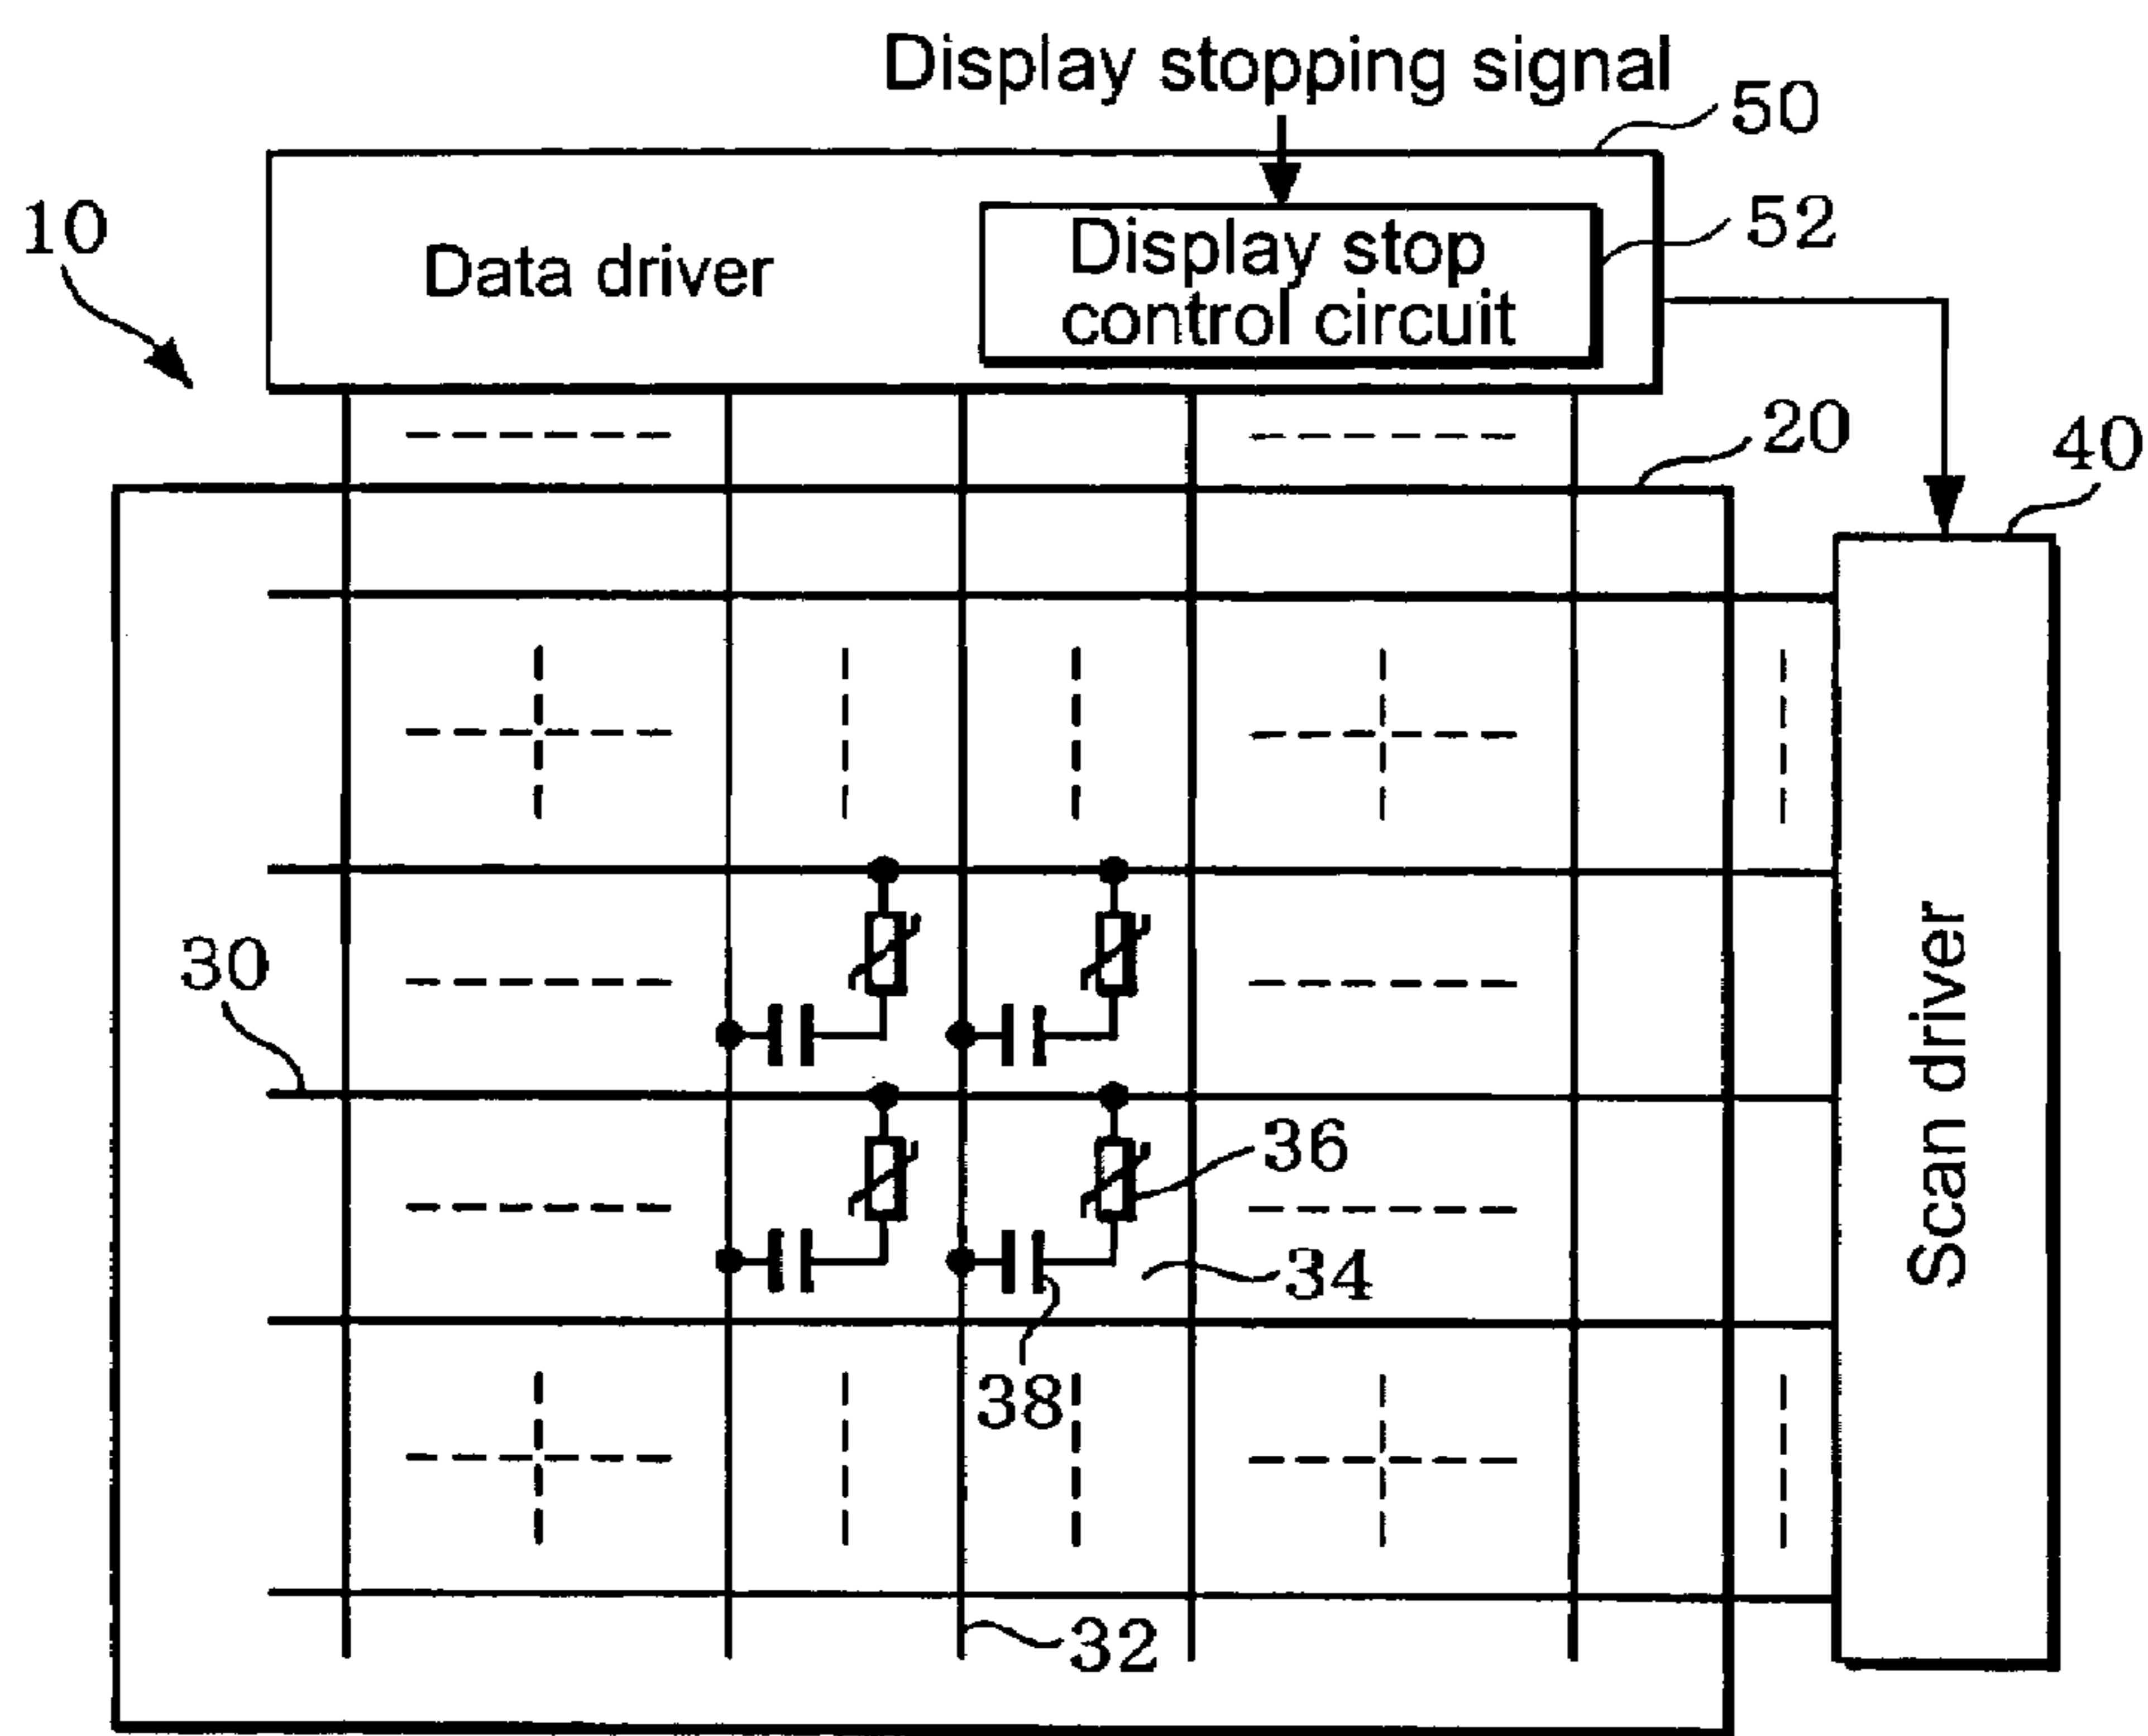 Display stopping signal
50
10
Data driver
Display stop
control circuit
52
20
40
30
Scan driver
36
34
38
32